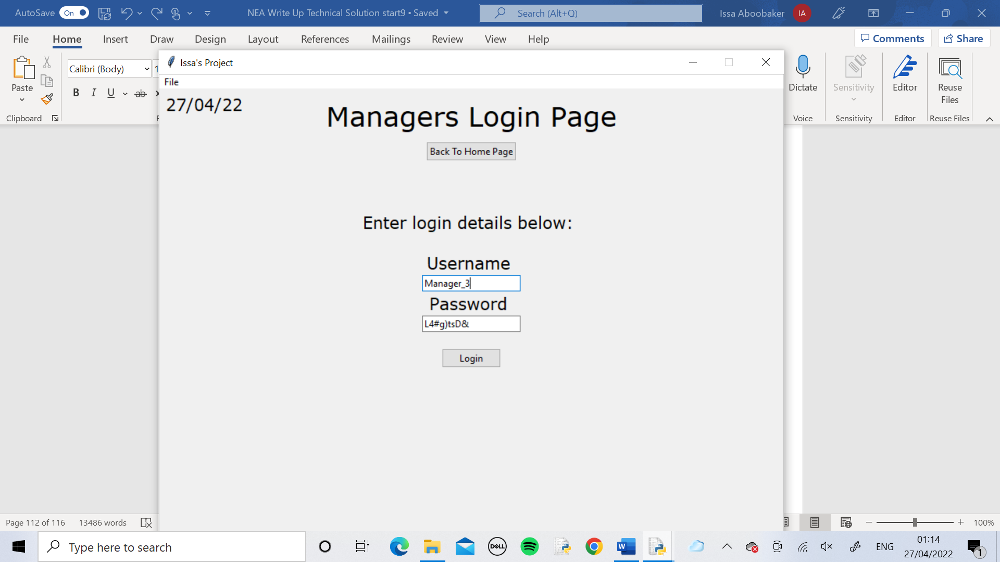 AutoSave On NEA Write Up Technical Solution start9 • Saved Search (Alt+Q) Issa Aboobaker IA
File Home Insert Draw Design Layout References Mailings Review View Help Comments Share
Calibri (Body) 1
Paste
B I U ab x
Clipboard F
Dictate Sensitivity Editor Reuse Files
Voice Sensitivity Editor Reuse Files
Issa's Project
File
27/04/22
Managers Login Page
Back To Home Page
Enter login details below:
Username
Manager_3
Password
L4#g)tsD&
Login
Page 112 of 116 13486 words 100%
Type here to search DELL W ENG 01:14
27/04/2022 1